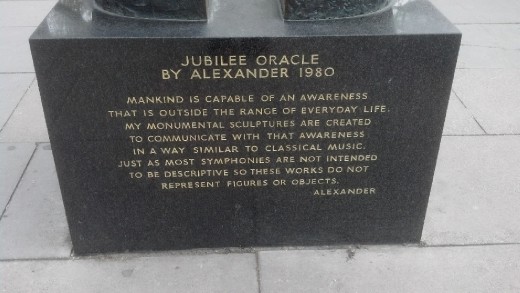 JUBILEE ORACLE
BY ALEXANDER 1980
MANKIND IS CAPABLE OF AN AWARENESS
THAT IS OUTSIDE THE RANGE OF EVERYDAY LIFE.
MY MONUMENTAL SCULPTURES ARE CREATED
TO COMMUNICATE WITH THAT AWARENESS
IN A WAY SIMILAR TO CLASSICAL MUSIC.
JUST AS MOST SYMPHONIES ARE NOT INTENDED
TO BE DESCRIPTIVE SO THESE WORKS DO NOT
REPRESENT FIGURES OR OBJECTS.
ALEXANDER